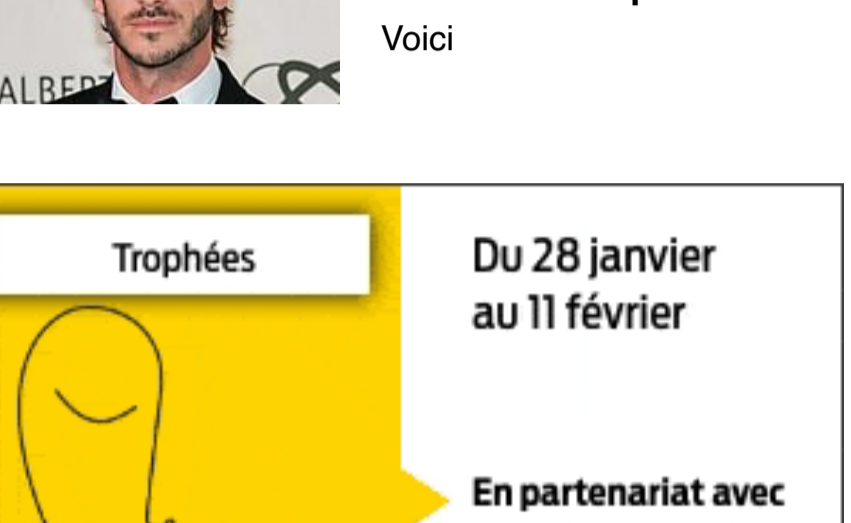 Voici
Trophées
Du 28 janvier
au 11 février
En partenariat avec